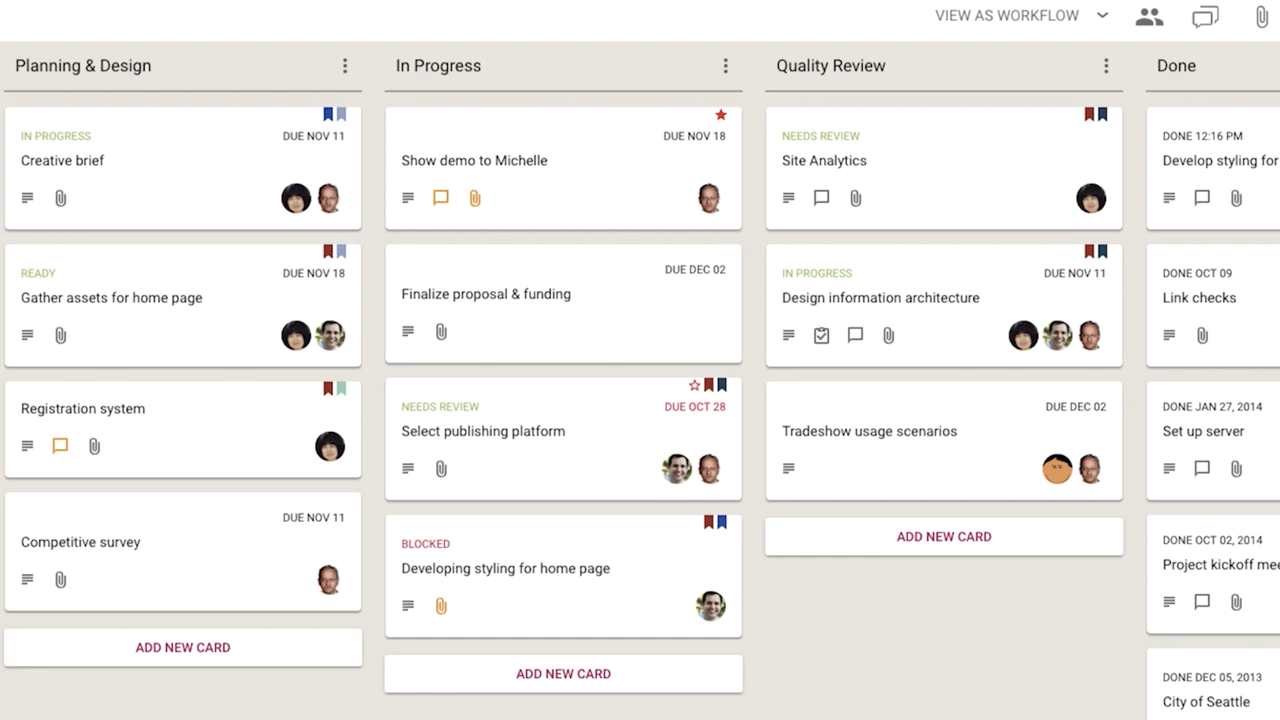 VIEW AS WORKFLOW
Planning & Design
IN PROGRESS
DUE NOV 11
Creative brief
READY
DUE NOV 18
Gather assets for home page
Registration system
DUE NOV 11
Competitive survey
ADD NEW CARD
In Progress
DUE NOV 18
Show demo to Michelle
DUE DEC 02
Finalize proposal & funding
NEEDS REVIEW
DUE OCT 28
Select publishing platform
BLOCKED
Developing styling for home page
ADD NEW CARD
Quality Review
NEEDS REVIEW
Site Analytics
IN PROGRESS
DUE NOV 11
Design information architecture
DUE DEC 02
Tradeshow usage scenarios
ADD NEW CARD
Done
DONE 12:16 PM
Develop styling for
DONE OCT 09
Link checks
DONE JAN 27, 2014
Set up server
DONE OCT 02, 2014
Project kickoff mee
DONE DEC 05, 2013
City of Seattle